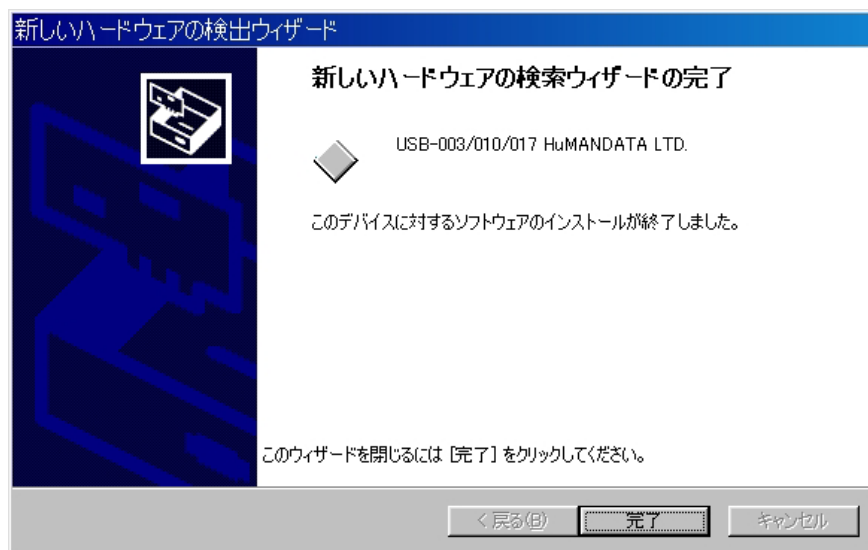 新しいハードウェアの検出ウィザード
新しいハードウェアの検索ウィザードの完了
USB-003/010/017 HuMANDATA LTD.
このデバイスに対するソフトウェアのインストールが終了しました。
このウィザードを閉じるには [完了] をクリックしてください。
< 戻る(B) 完了 キャンセル